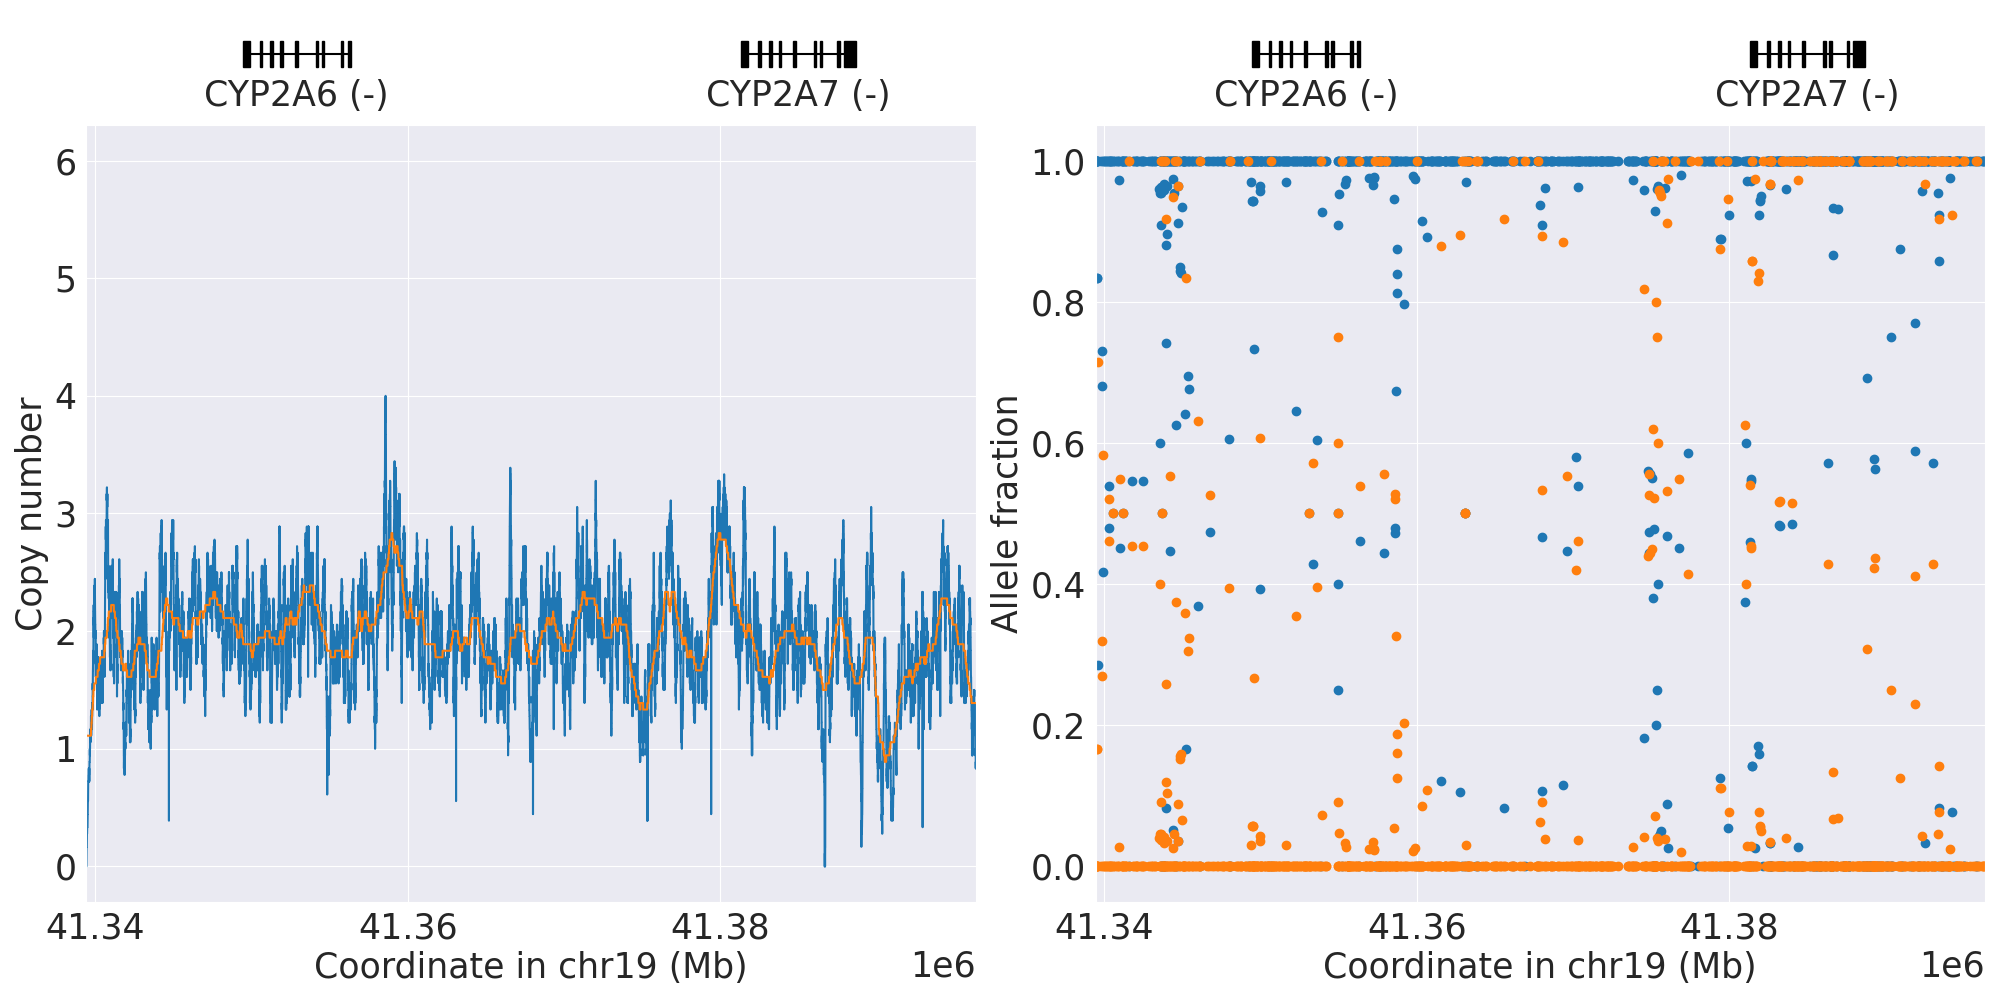 CYP2A6 (-) CYP2A7 (-)
6
5
4
3
2
1
0
Copy number
41.34 41.36 41.38
Coordinate in chr19 (Mb) 1e6
CYP2A6 (-) CYP2A7 (-)
1.0
0.8
0.6
0.4
0.2
0.0
Allele fraction
41.34 41.36 41.38
Coordinate in chr19 (Mb) 1e6